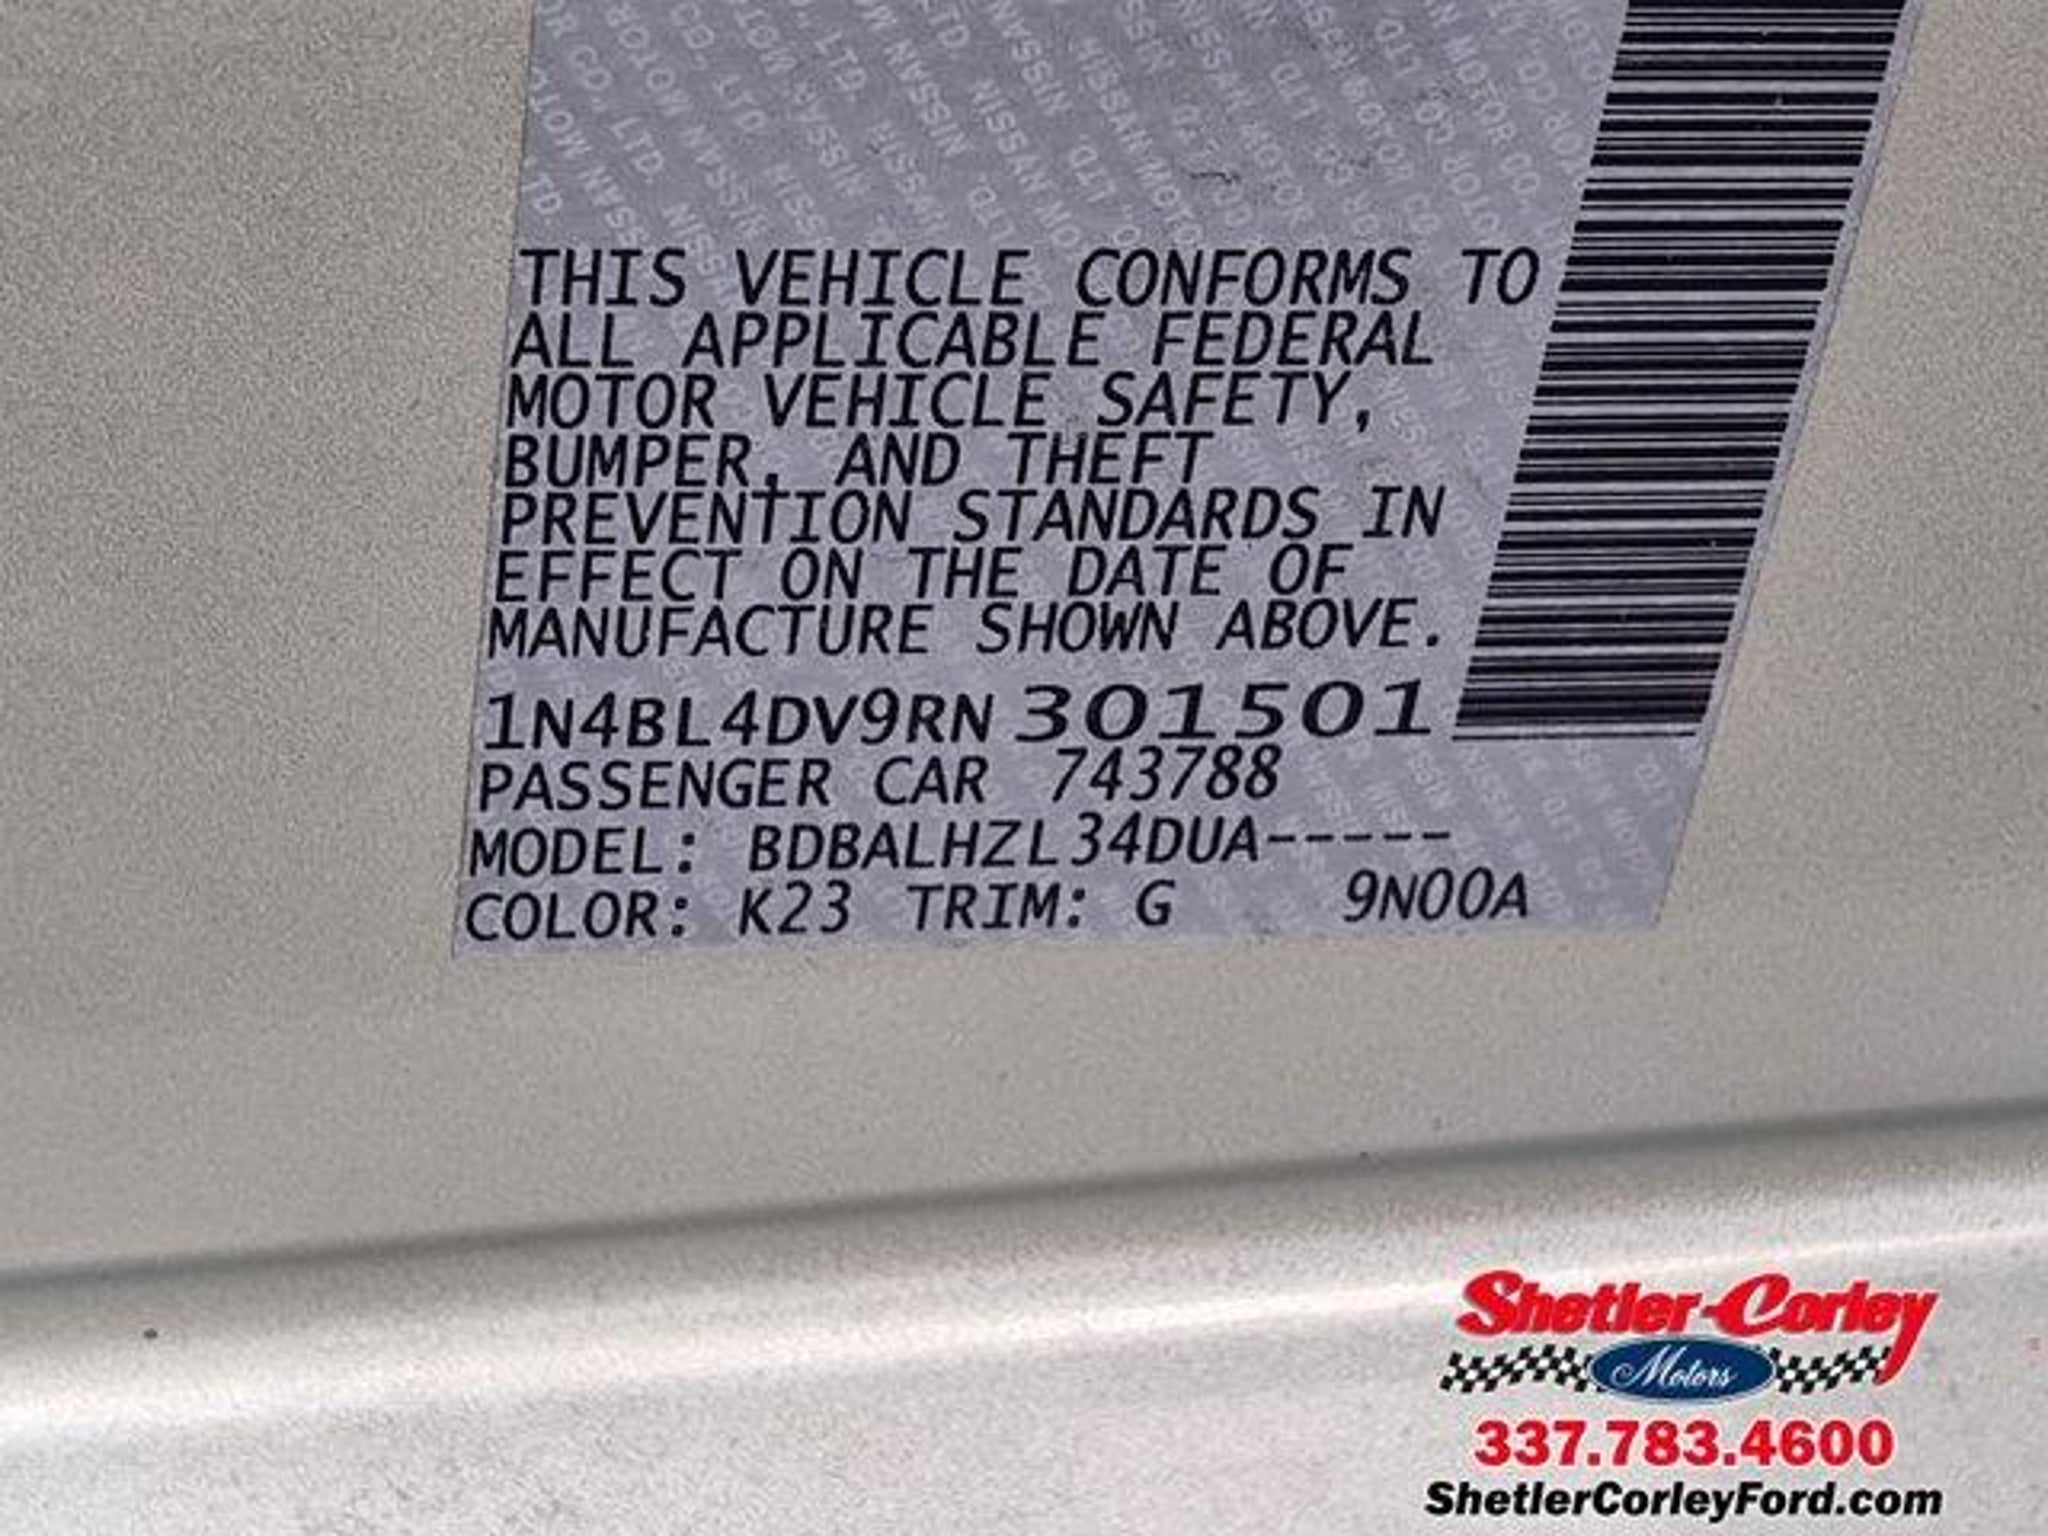 THIS VEHICLE CONFORMS TO
ALL APPLICABLE FEDERAL
MOTOR VEHICLE SAFETY,
BUMPER, AND THEFT
PREVENTION STANDARDS IN
EFFECT ON THE DATE OF
MANUFACTURE SHOWN ABOVE.
1N4BL4DV9RN 301501
PASSENGER CAR 743788
MODEL: BDBALHZL34DUA-----
COLOR: K23 TRIM: G 9N00A
Shetler-Corley
Motors
337.783.4600
ShetlerCorleyFord.com